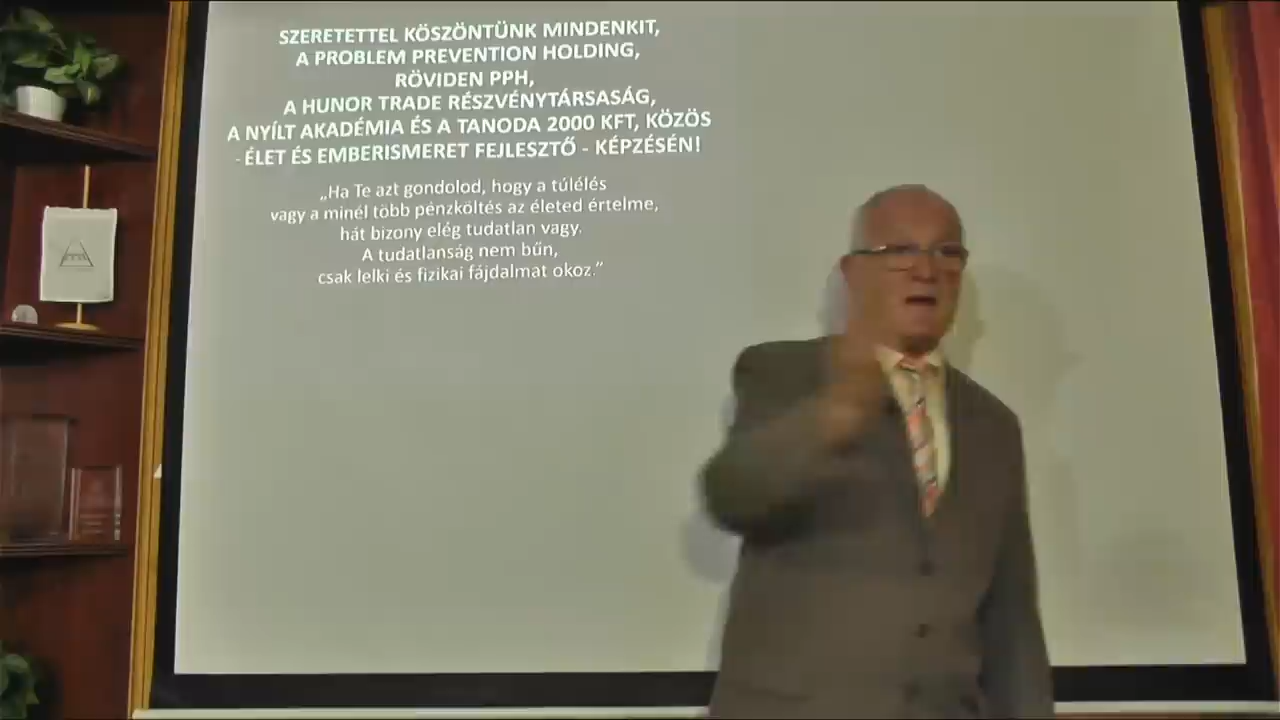 SZERETETTEL KÖSZÖNTÜNK MINDENKIT,
A PROBLEM PREVENTION HOLDING,
RÖVIDEN PPH,
A HUNOR TRADE RÉSZVÉNYTÁRSASÁG,
A NYÍLT AKADÉMIA ÉS A TANODA 2000 KFT, KÖZÖS
- ÉLET ÉS EMBERISMERET FEJLESZTŐ - KÉPZÉSÉN!
„Ha Te azt gondolod, hogy a túlélés
vagy a minél több pénzköltés az életed értelme,
hát bizony elég tudatlan vagy.
A tudatlanság nem bűn,
csak lelki és fizikai fájdalmat okoz.”